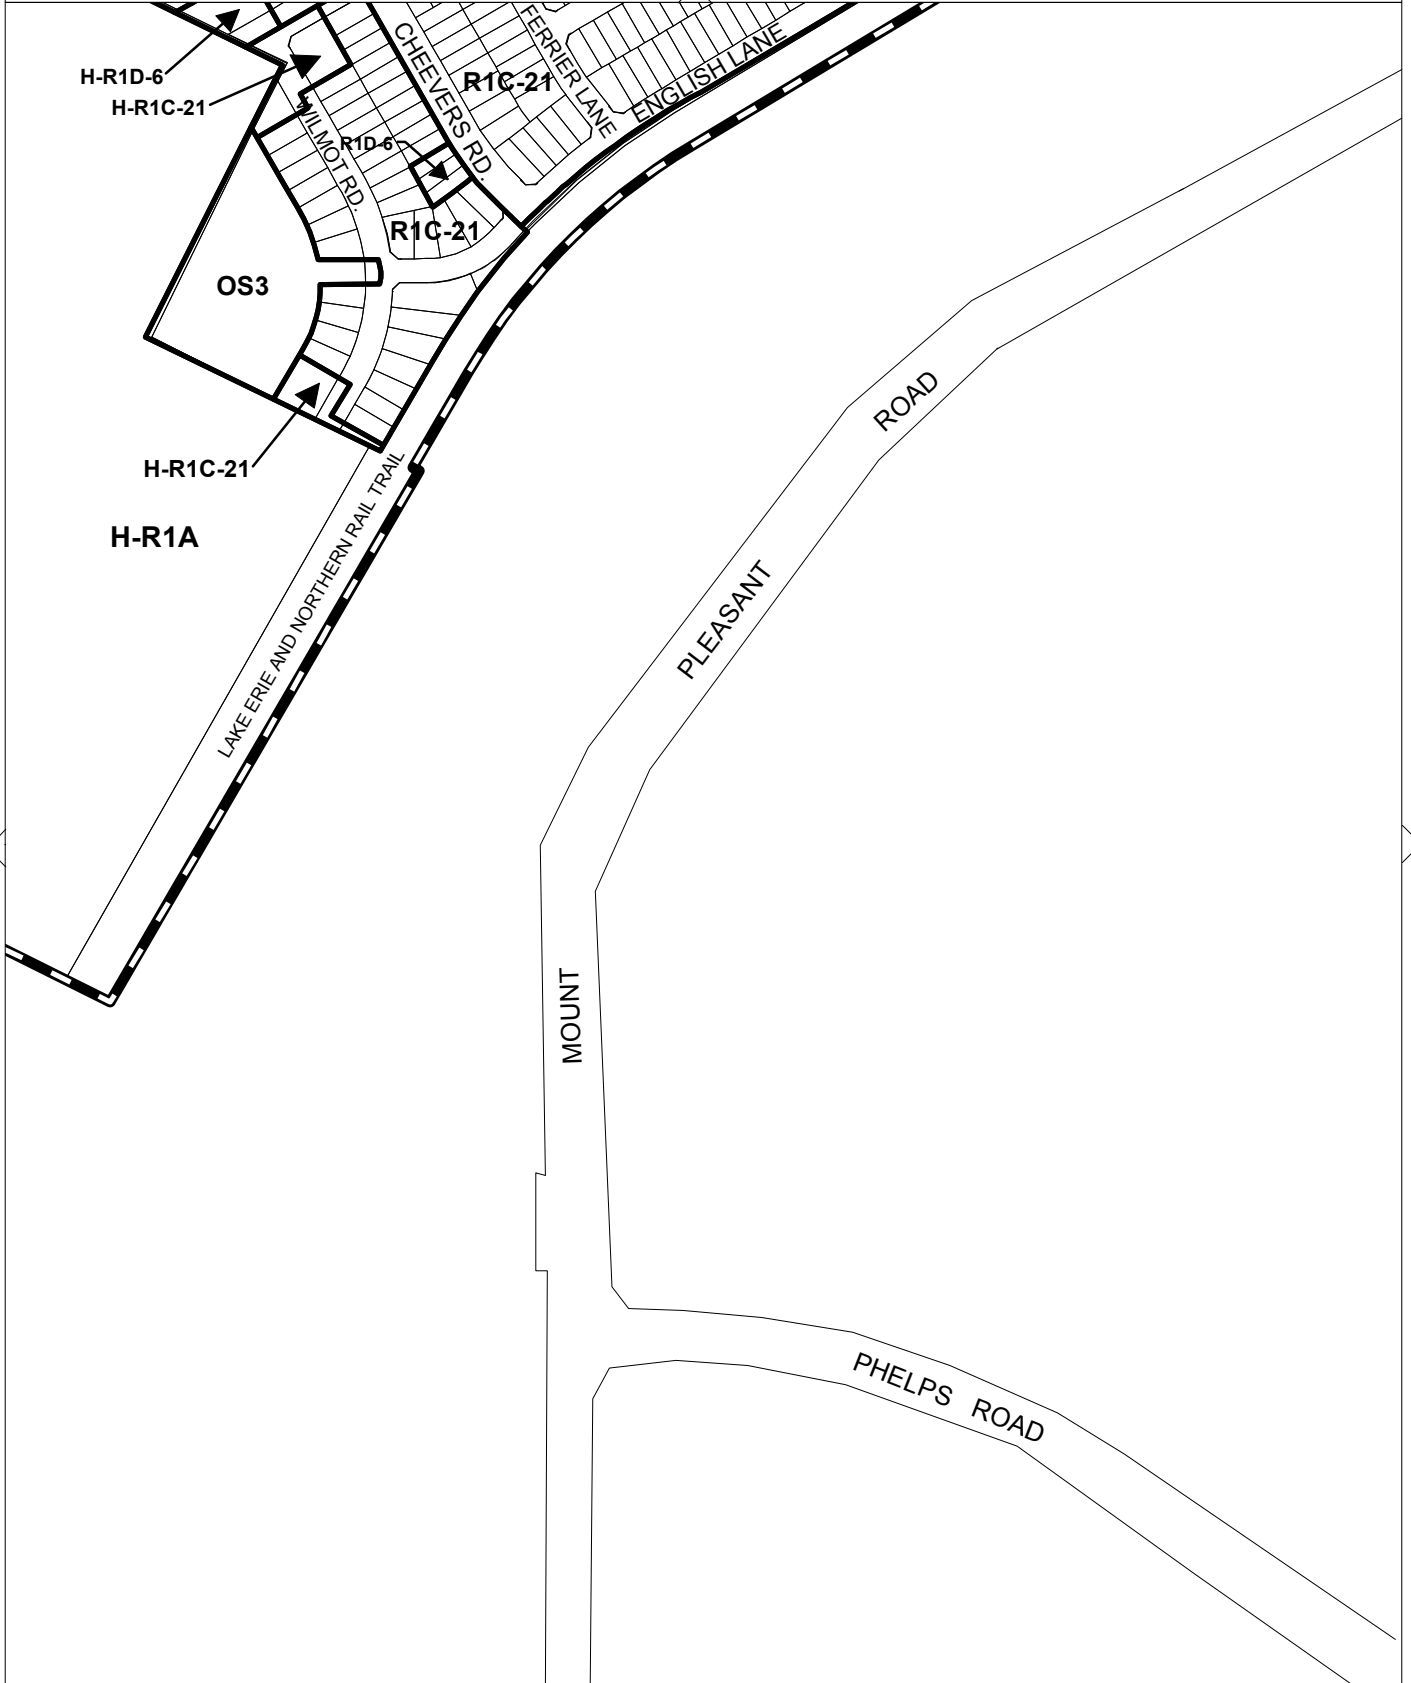 H-R1D-6
H-R1C-21
WILMOT RD.
CHEEVERS RD.
FERRIER LANE
R1C-21
ENGLISH LANE
R1D-6
R1C-21
OS3
H-R1C-21
H-R1A
LAKE ERIE AND NORTHERN RAIL TRAIL
ROAD
PLEASANT
MOUNT
PHELPS ROAD